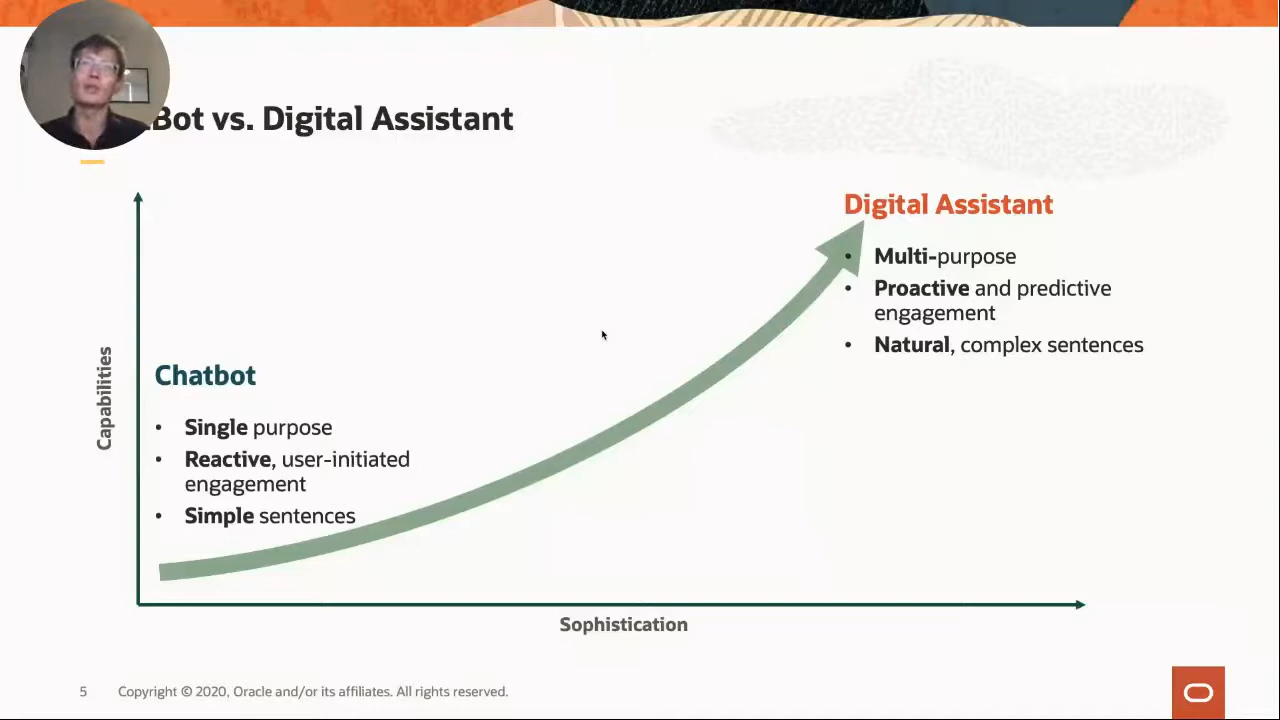 Bot vs. Digital Assistant
Digital Assistant
• Multi-purpose
• Proactive and predictive
engagement
• Natural, complex sentences
Capabilities
Chatbot
• Single purpose
• Reactive, user-initiated
engagement
• Simple sentences
Sophistication
5 Copyright © 2020, Oracle and/or its affiliates. All rights reserved.